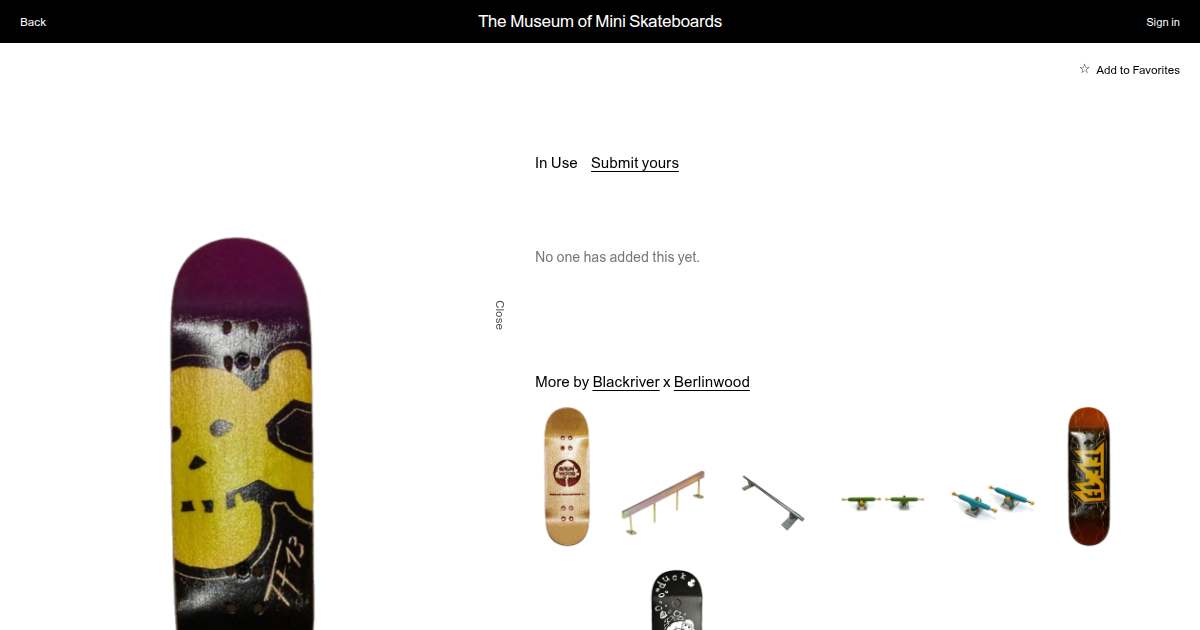 Back
The Museum of Mini Skateboards
Sign in
☆ Add to Favorites
In Use Submit yours
No one has added this yet.
Close
More by Blackriver x Berlinwood